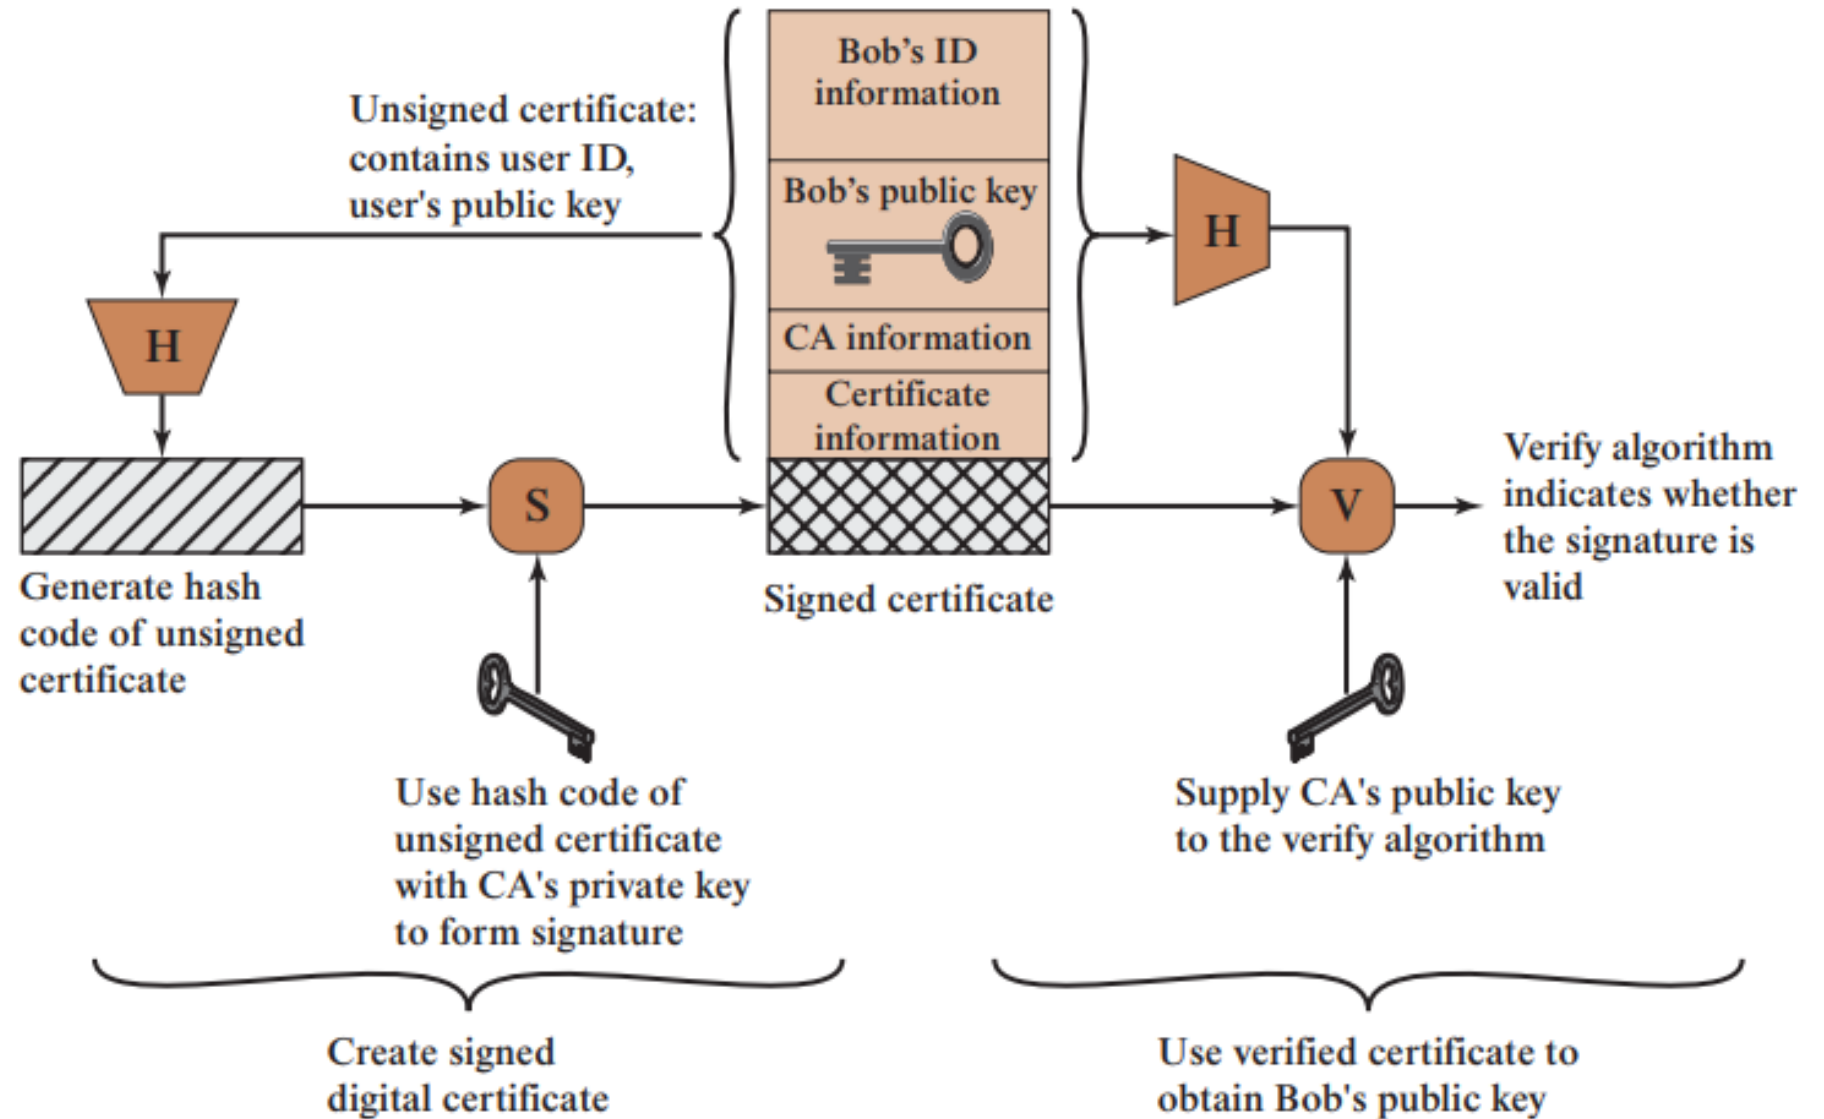 Bob’s ID
information
Unsigned certificate:
contains user ID,
user's public key
Bob’s public key
H
H
CA information
Certificate
information
Verify algorithm
indicates whether
the signature is
valid
S
V
Generate hash
code of unsigned
certificate
Signed certificate
Use hash code of
unsigned certificate
with CA's private key
to form signature
Supply CA's public key
to the verify algorithm
Create signed
digital certificate
Use verified certificate to
obtain Bob's public key